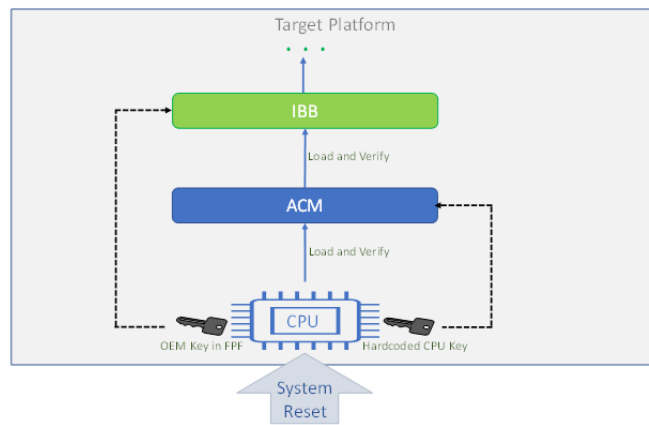 Target Platform
IBB
Load and Verify
ACM
Load and Verify
CPU
OEM Key in FPF
Hardcoded CPU Key
System
Reset